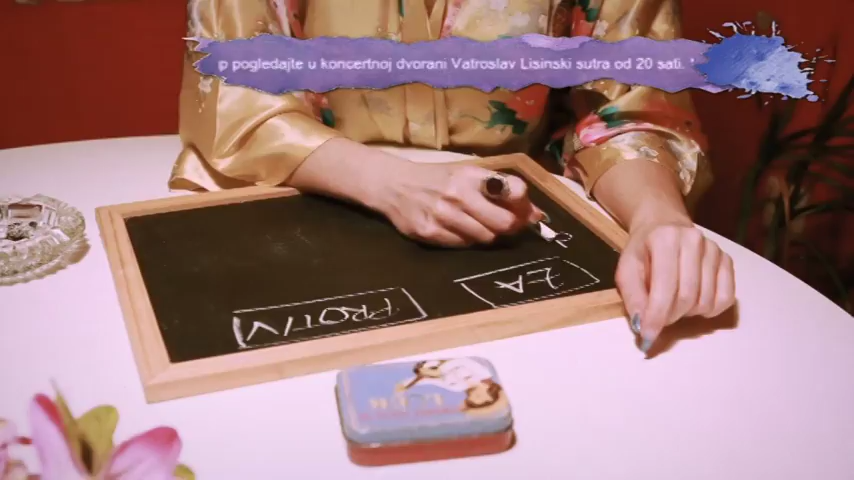 p pogledajte u koncertnoj dvorani Vatroslav Lisinski sutra od 20 sati.
ZA
PROTIV